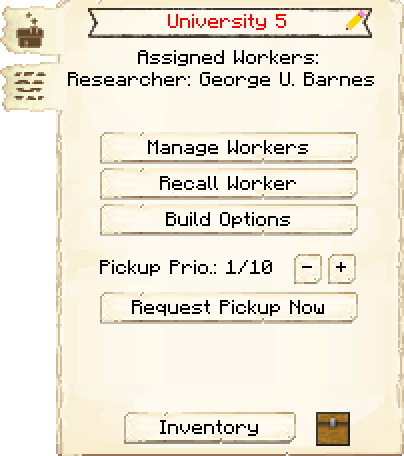 University 5
Assigned Workers:
Researcher: George U. Barnes
Manage Workers
Recall Worker
Build Options
Pickup Prio.: 1/10 - +
Request Pickup Now
Inventory